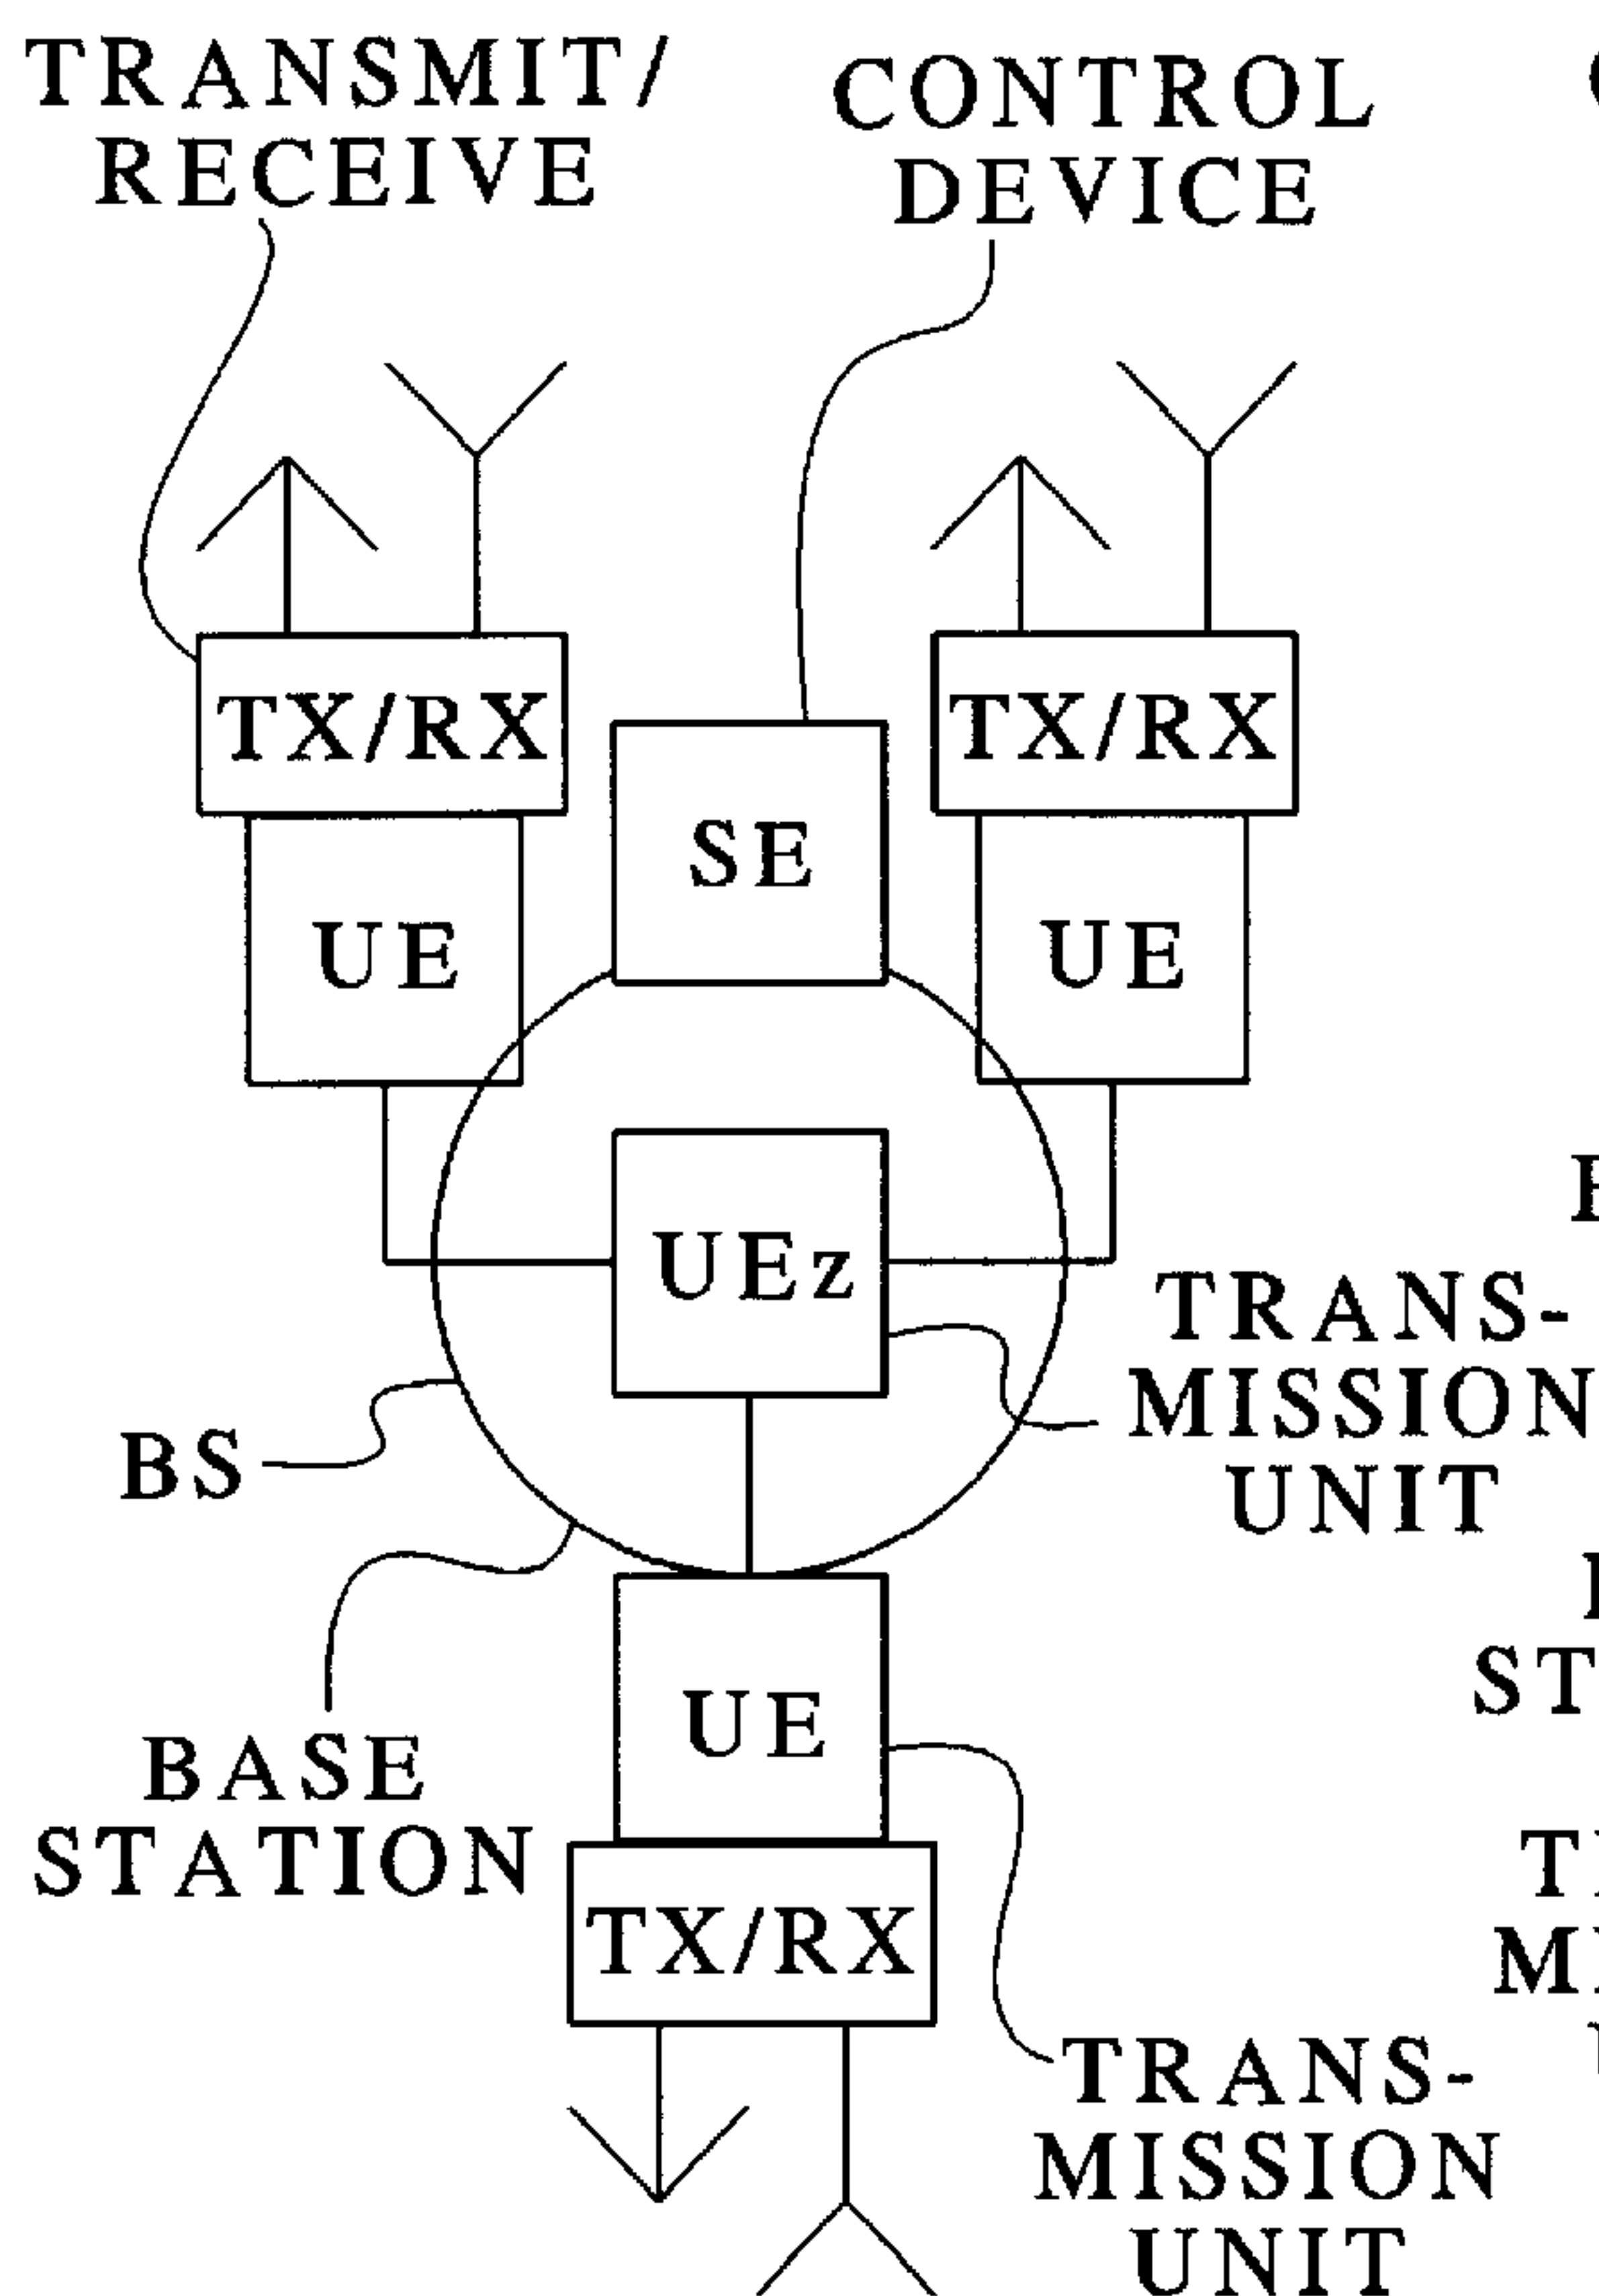 TRANSMIT/
RECEIVE
CONTROL
DEVICE
TX/RX
TX/RX
SE
UE
UE
UEz
TRANS-
MISSION
UNIT
BS
UE
BASE
STATION
TX/RX
TRANS-
MISSION
UNIT